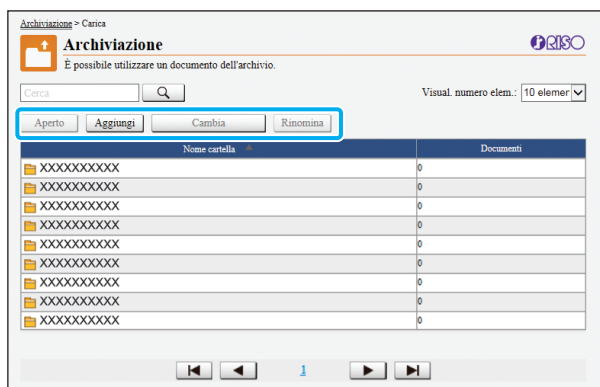 Archiviazione > Carica
Archiviazione
RISO
È possibile utilizzare un documento dell'archivio.
Cerca
Visual. numero elem.: 10 elemer
Aperto Aggiungi Cambia Rinomina
Nome cartella Documenti
XXXXXXXXXX 0
XXXXXXXXXX 0
XXXXXXXXXX 0
XXXXXXXXXX 0
XXXXXXXXXX 0
XXXXXXXXXX 0
XXXXXXXXXX 0
XXXXXXXXXX 0
XXXXXXXXXX 0
1